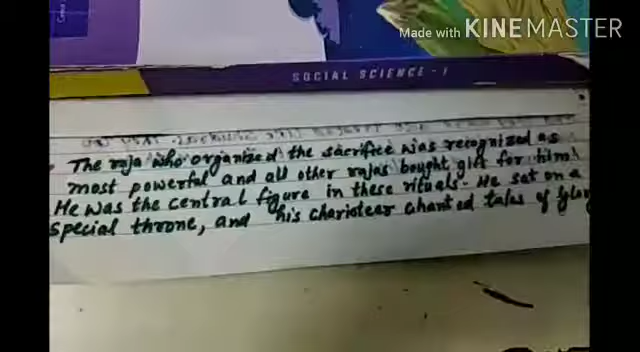 Made with KINEMASTER
SOCIAL SCIENCE - I
The raja who organized the sacrifice was recognized as
most powerful and all other rajas bought gift for him
He was the central figure in these rituals. He sat on a
special throne, and his charioteer chanted tales of glory